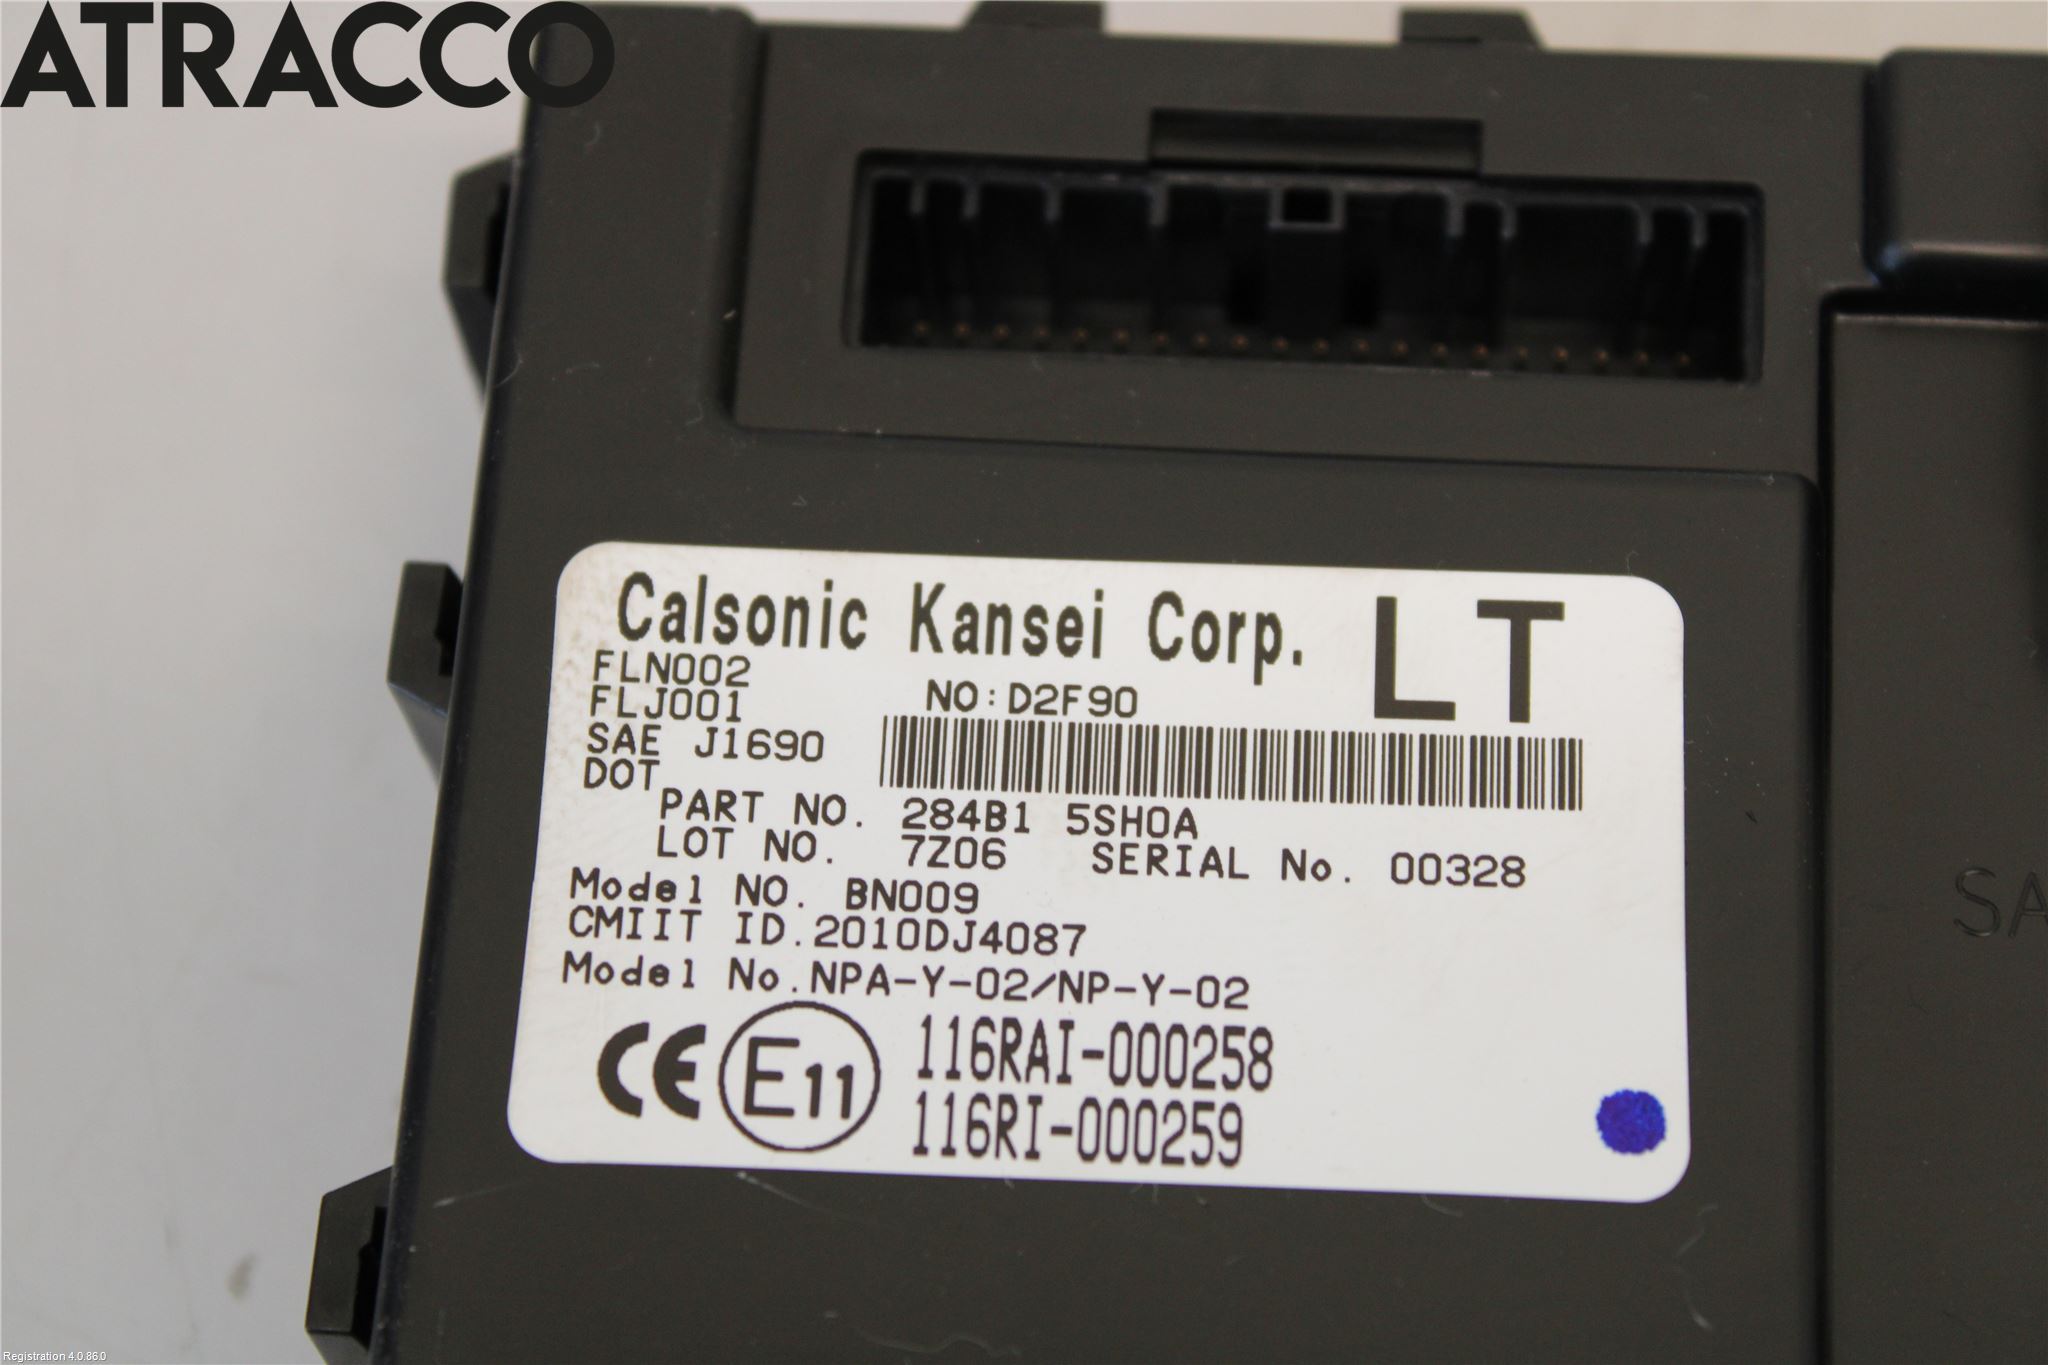 ATRACCO
Calsonic Kansei Corp. LT
FLN002
FLJ001 NO:D2F90
SAE J1690
DOT
PART NO. 284B1 5SH0A
LOT NO. 7Z06 SERIAL No. 00328
Model NO. BN009
CMIIT ID.2010DJ4087
Model No.NPA-Y-02/NP-Y-02
CE E11 116RAI-000258
116RI-000259
SA
Registration 4.0.86.0